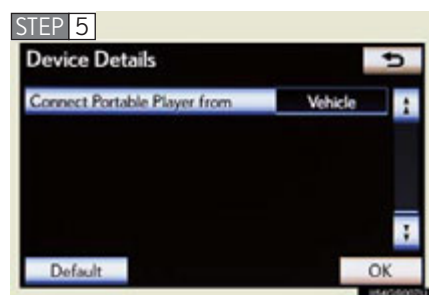 STEP 5
Device Details
Connect Portable Player from Vehicle
Default OK